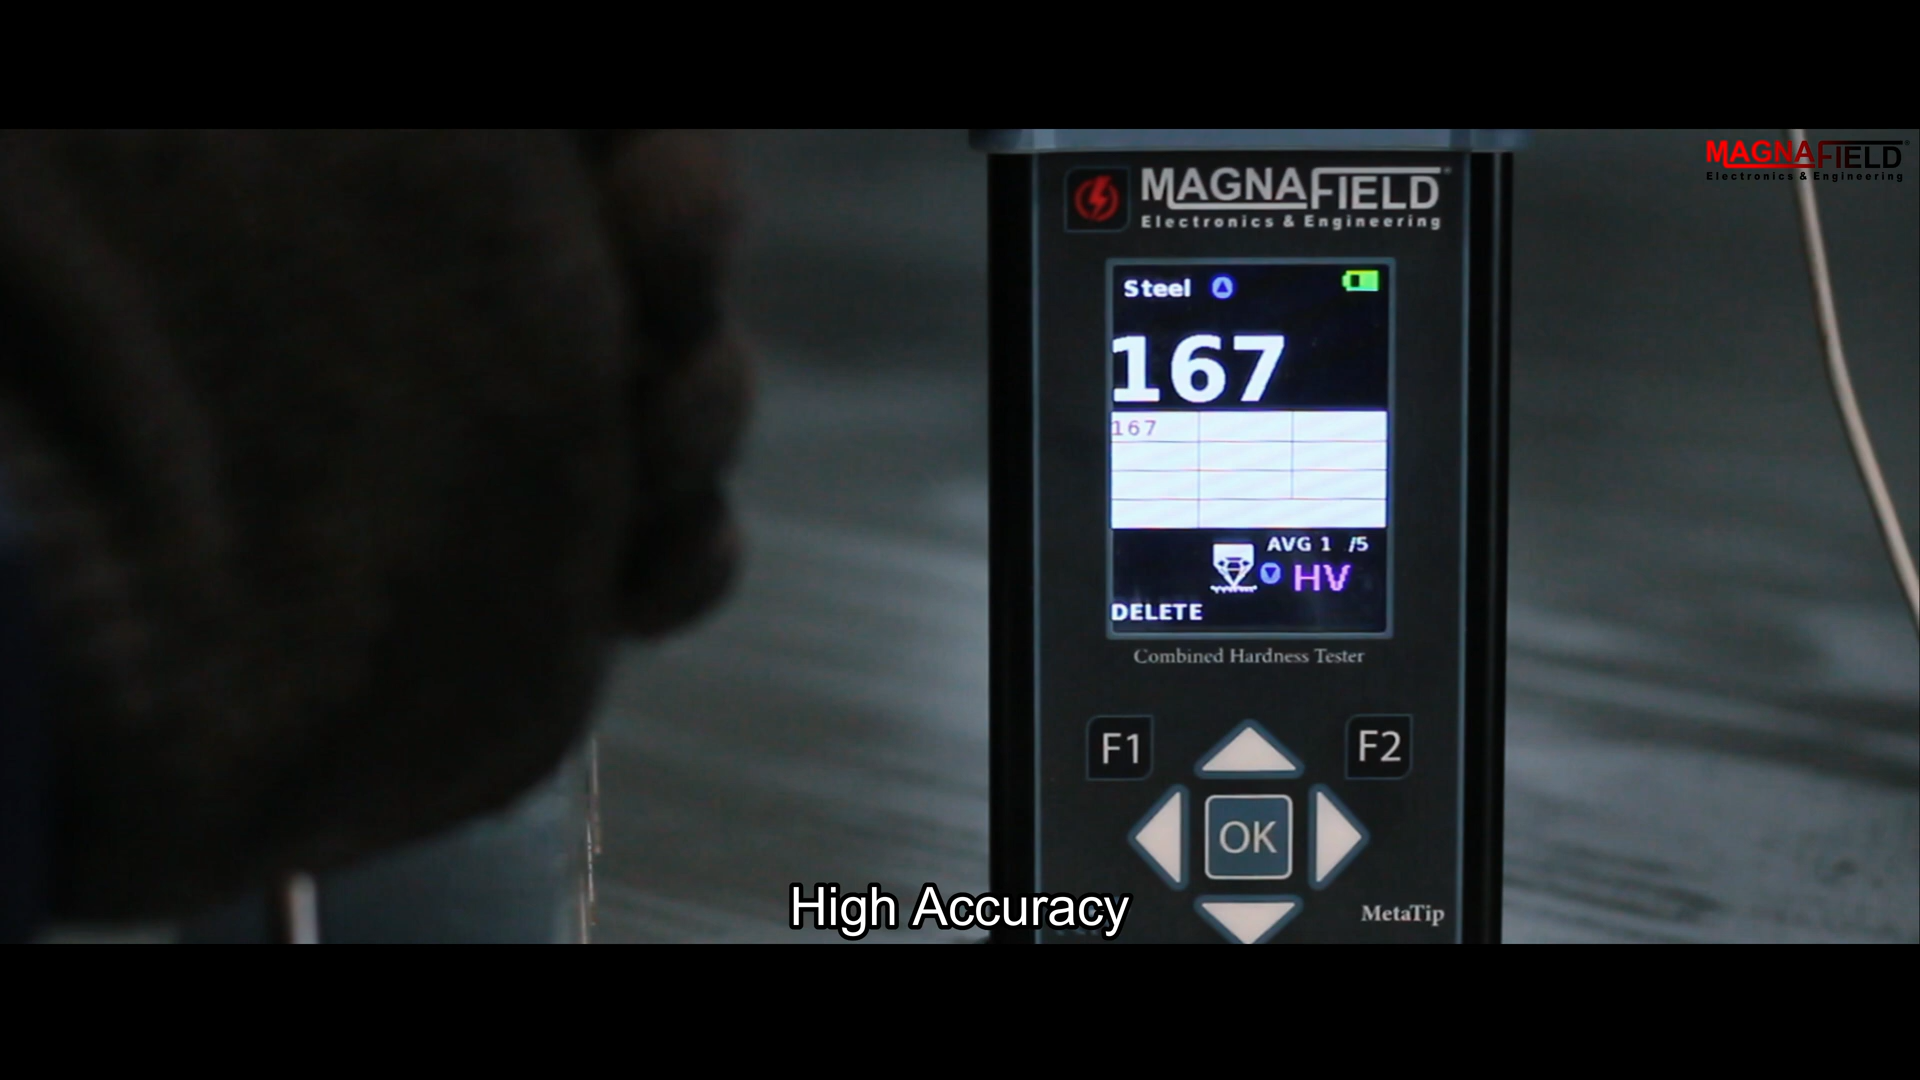 MAGNAFIELD
Electronics & Engineering
MAGNAFIELD®
Electronics & Engineering
Steel
167
167
AVG 1 /5
HV
DELETE
Combined Hardness Tester
F1
F2
OK
MetaTip
High Accuracy